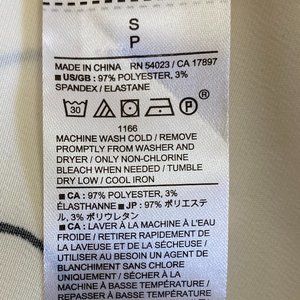 S
P
MADE IN CHINA RN 54023 / CA 17897
■ US/GB : 97% POLYESTER, 3%
SPANDEX / ELASTANE
30 P
1166
MACHINE WASH COLD / REMOVE
PROMPTLY FROM WASHER AND
DRYER / ONLY NON-CHLORINE
BLEACH WHEN NEEDED / TUMBLE
DRY LOW / COOL IRON
■ CA : 97% POLYESTER, 3%
ÉLASTHANNE ■ JP : 97% ポリエステ
ル, 3% ポリウレタン
■ CA : LAVER À LA MACHINE À L'EAU
FROIDE / RETIRER RAPIDEMENT DE
LA LAVEUSE ET DE LA SÉCHEUSE /
UTILISER AU BESOIN UN AGENT DE
BLANCHIMENT SANS CHLORE
UNIQUEMENT / SÉCHER À LA
MACHINE À BASSE TEMPÉRATURE /
REPASSER À BASSE TEMPÉRATURE